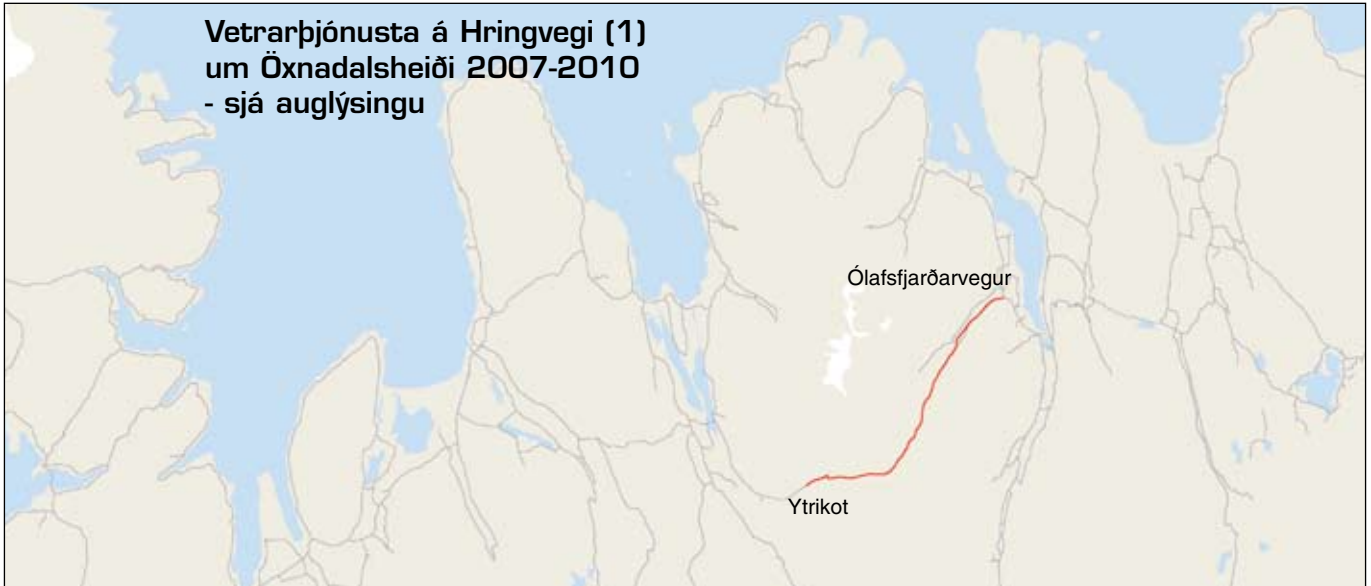 Vetrarþjónusta á Hringvegi (1)
um Öxnadalsheiði 2007-2010
- sjá auglýsingu
Ólafsfjarðarvegur
Ytrikot